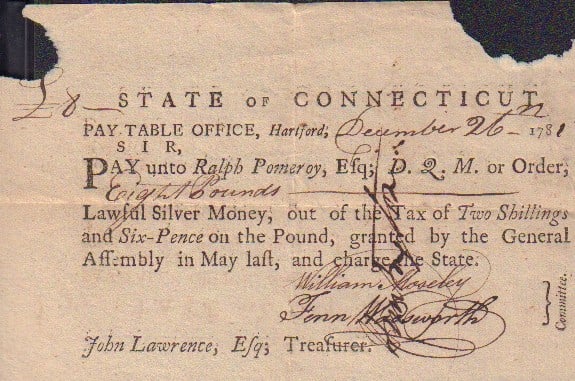 £8—
STATE OF CONNECTICUT
PAY-TABLE OFFICE, Hartford; December 26th 1781
SIR,
PAY unto Ralph Pomeroy, Esq; D. Q. M. or Order,
Eight Pounds
Lawful Silver Money, out of the Tax of Two Shillings
and Six-Pence on the Pound, granted by the General
Aſſembly in May laſt, and charge the State.
William Moseley
Fenn Wadsworth
Committee.
John Lawrence, Eſq; Treaſurer.